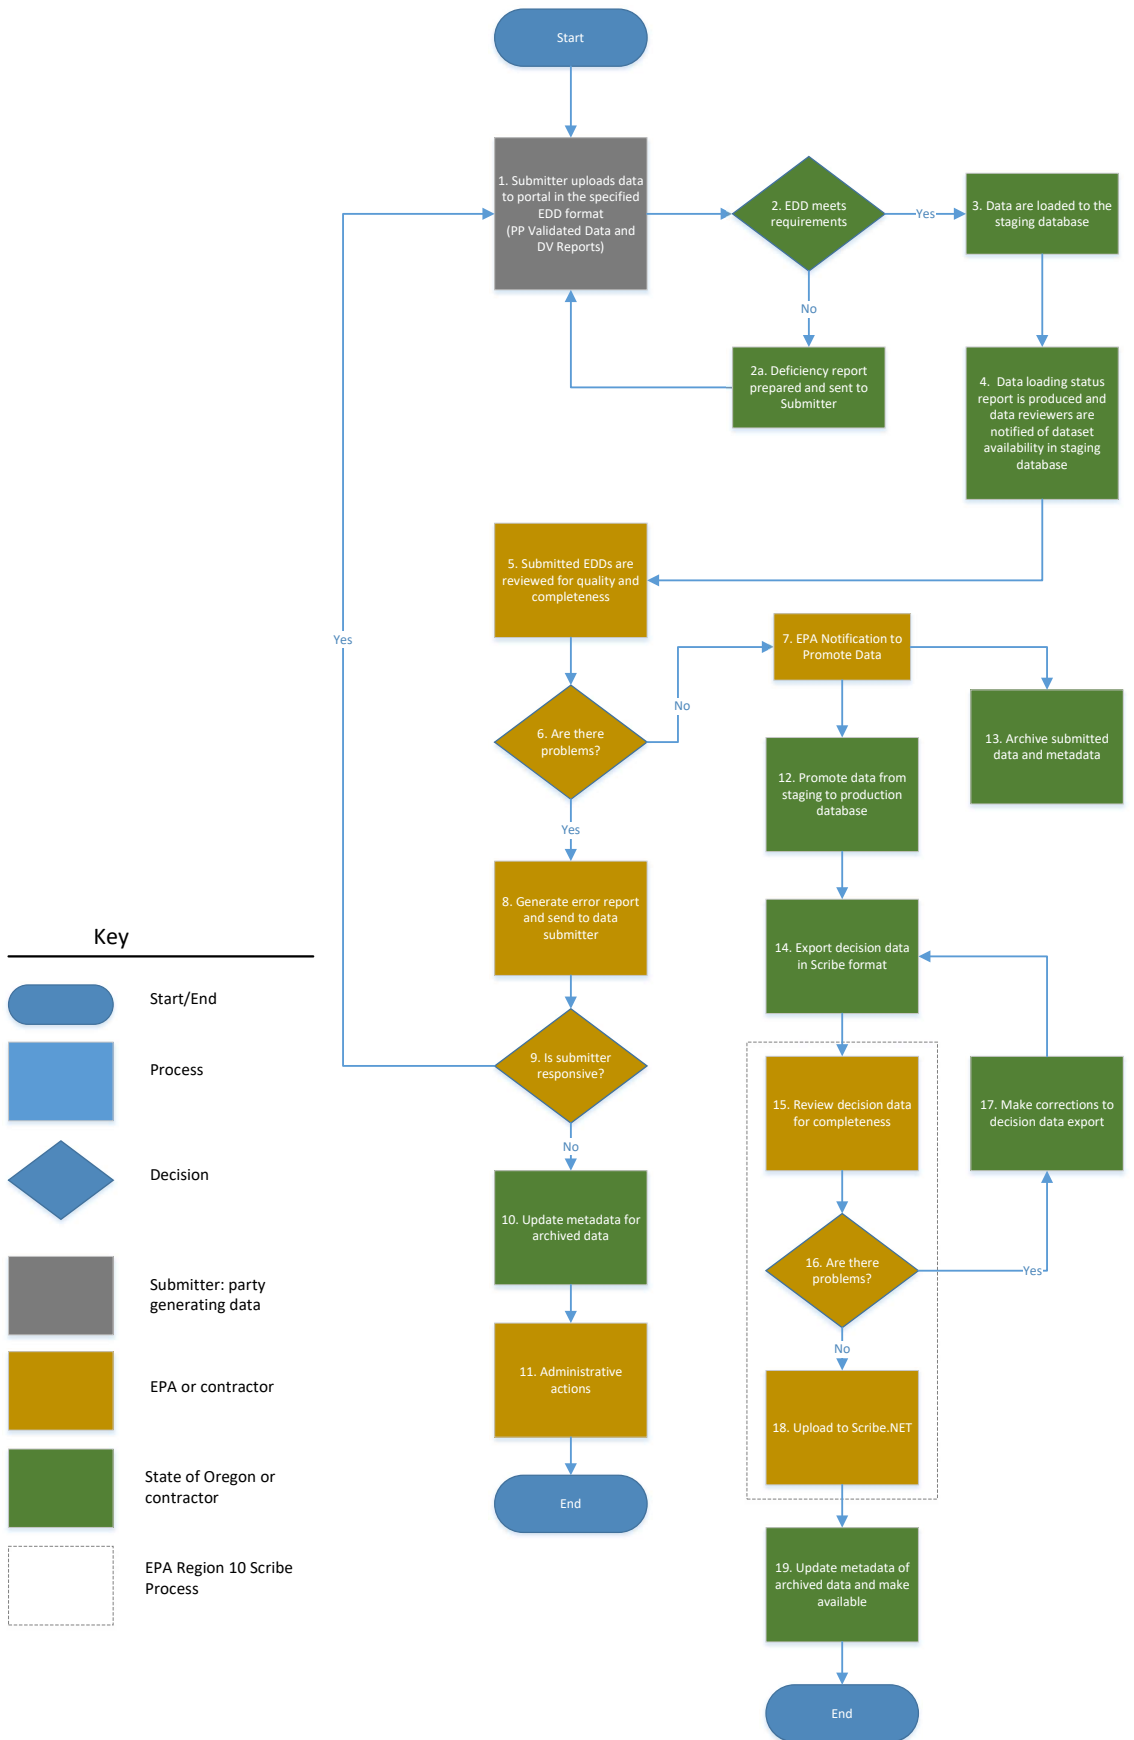 Start
1. Submitter uploads data
to portal in the specified
EDD format
(PP Validated Data and
DV Reports)
2. EDD meets
requirements
Yes
3. Data are loaded to the
staging database
No
2a. Deficiency report
prepared and sent to
Submitter
4.  Data loading status
report is produced and
data reviewers are
notified of dataset
availability in staging
database
5. Submitted EDDs are
reviewed for quality and
completeness
Yes
7. EPA Notification to
Promote Data
No
6. Are there
problems?
13. Archive submitted
data and metadata
12. Promote data from
staging to production
database
Yes
8. Generate error report
and send to data
submitter
14. Export decision data
in Scribe format
9. Is submitter
responsive?
15. Review decision data
for completeness
17. Make corrections to
decision data export
No
10. Update metadata for
archived data
16. Are there
problems?
Yes
No
11. Administrative
actions
18. Upload to Scribe.NET
End
19. Update metadata of
archived data and make
available
End
Key
Start/End
Process
Decision
Submitter: party
generating data
EPA or contractor
State of Oregon or
contractor
EPA Region 10 Scribe
Process